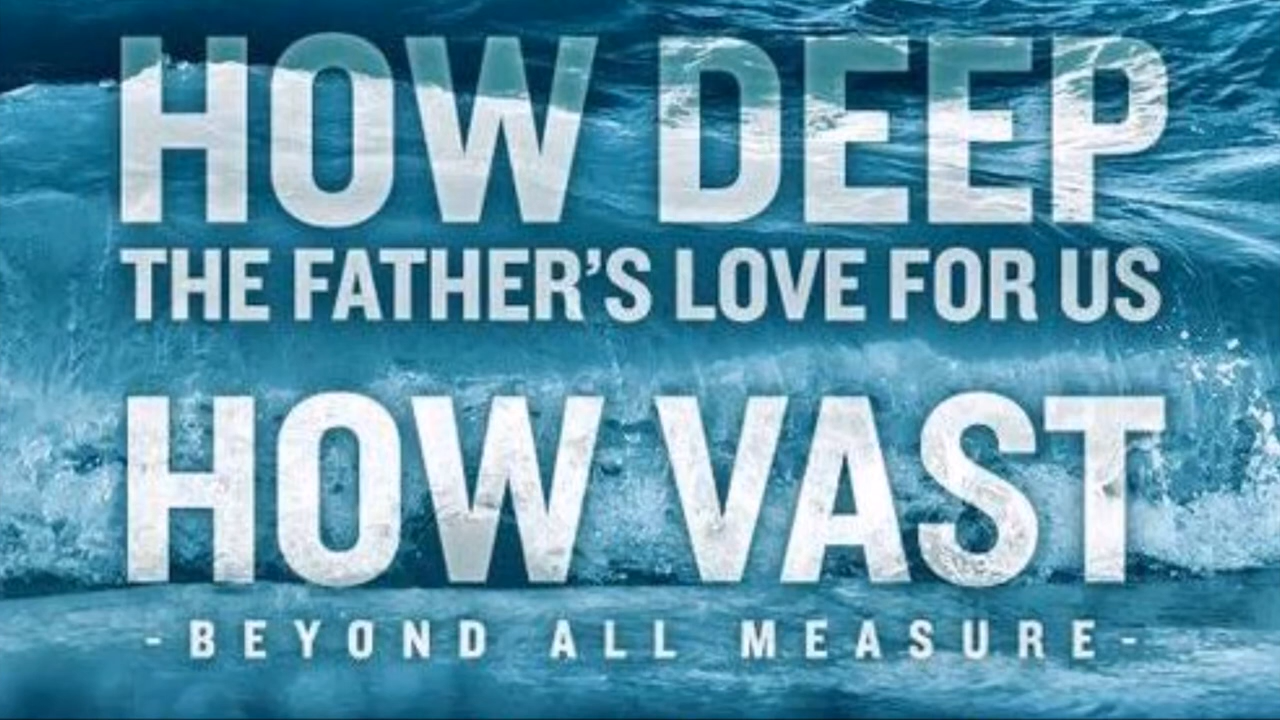 HOW DEEP
THE FATHER'S LOVE FOR US
HOW VAST
-BEYOND ALL MEASURE-